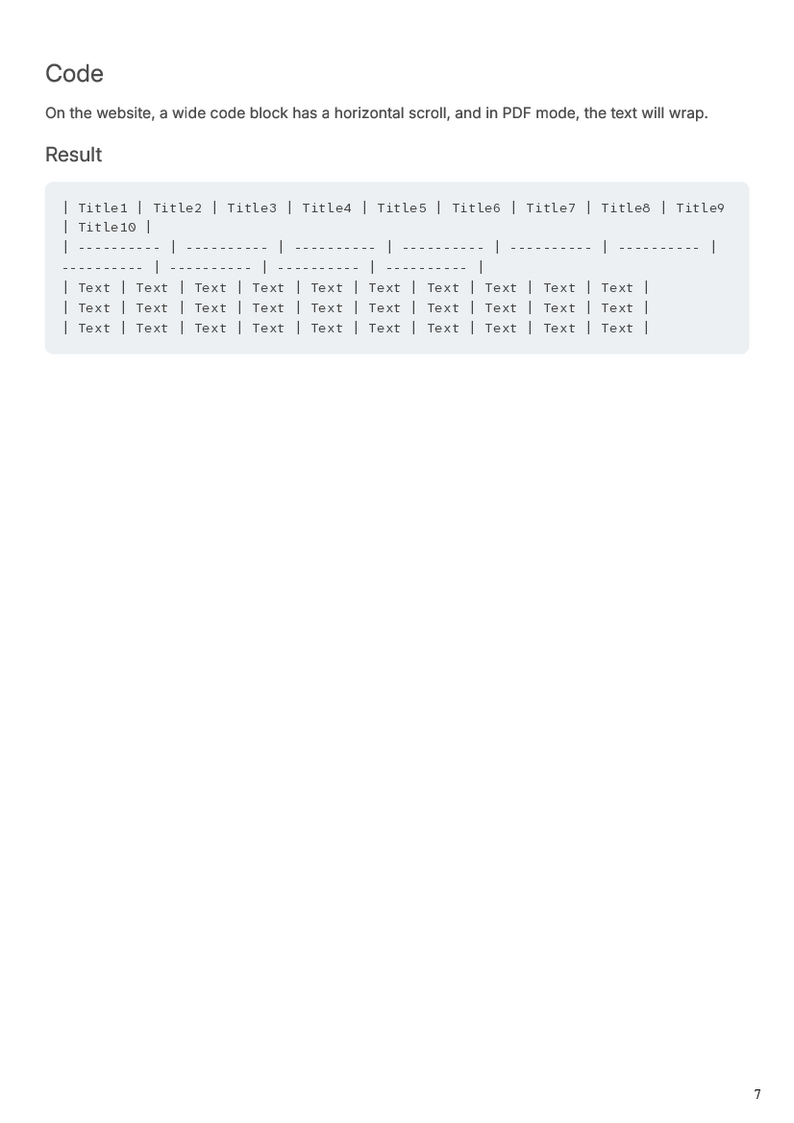 Code
On the website, a wide code block has a horizontal scroll, and in PDF mode, the text will wrap.
Result
| Title1 | Title2 | Title3 | Title4 | Title5 | Title6 | Title7 | Title8 | Title9
| Title10 |
| ---------- | ---------- | ---------- | ---------- | ---------- | ---------- |
---------- | ---------- | ---------- | ---------- |
| Text | Text | Text | Text | Text | Text | Text | Text | Text | Text |
| Text | Text | Text | Text | Text | Text | Text | Text | Text | Text |
| Text | Text | Text | Text | Text | Text | Text | Text | Text | Text |
7